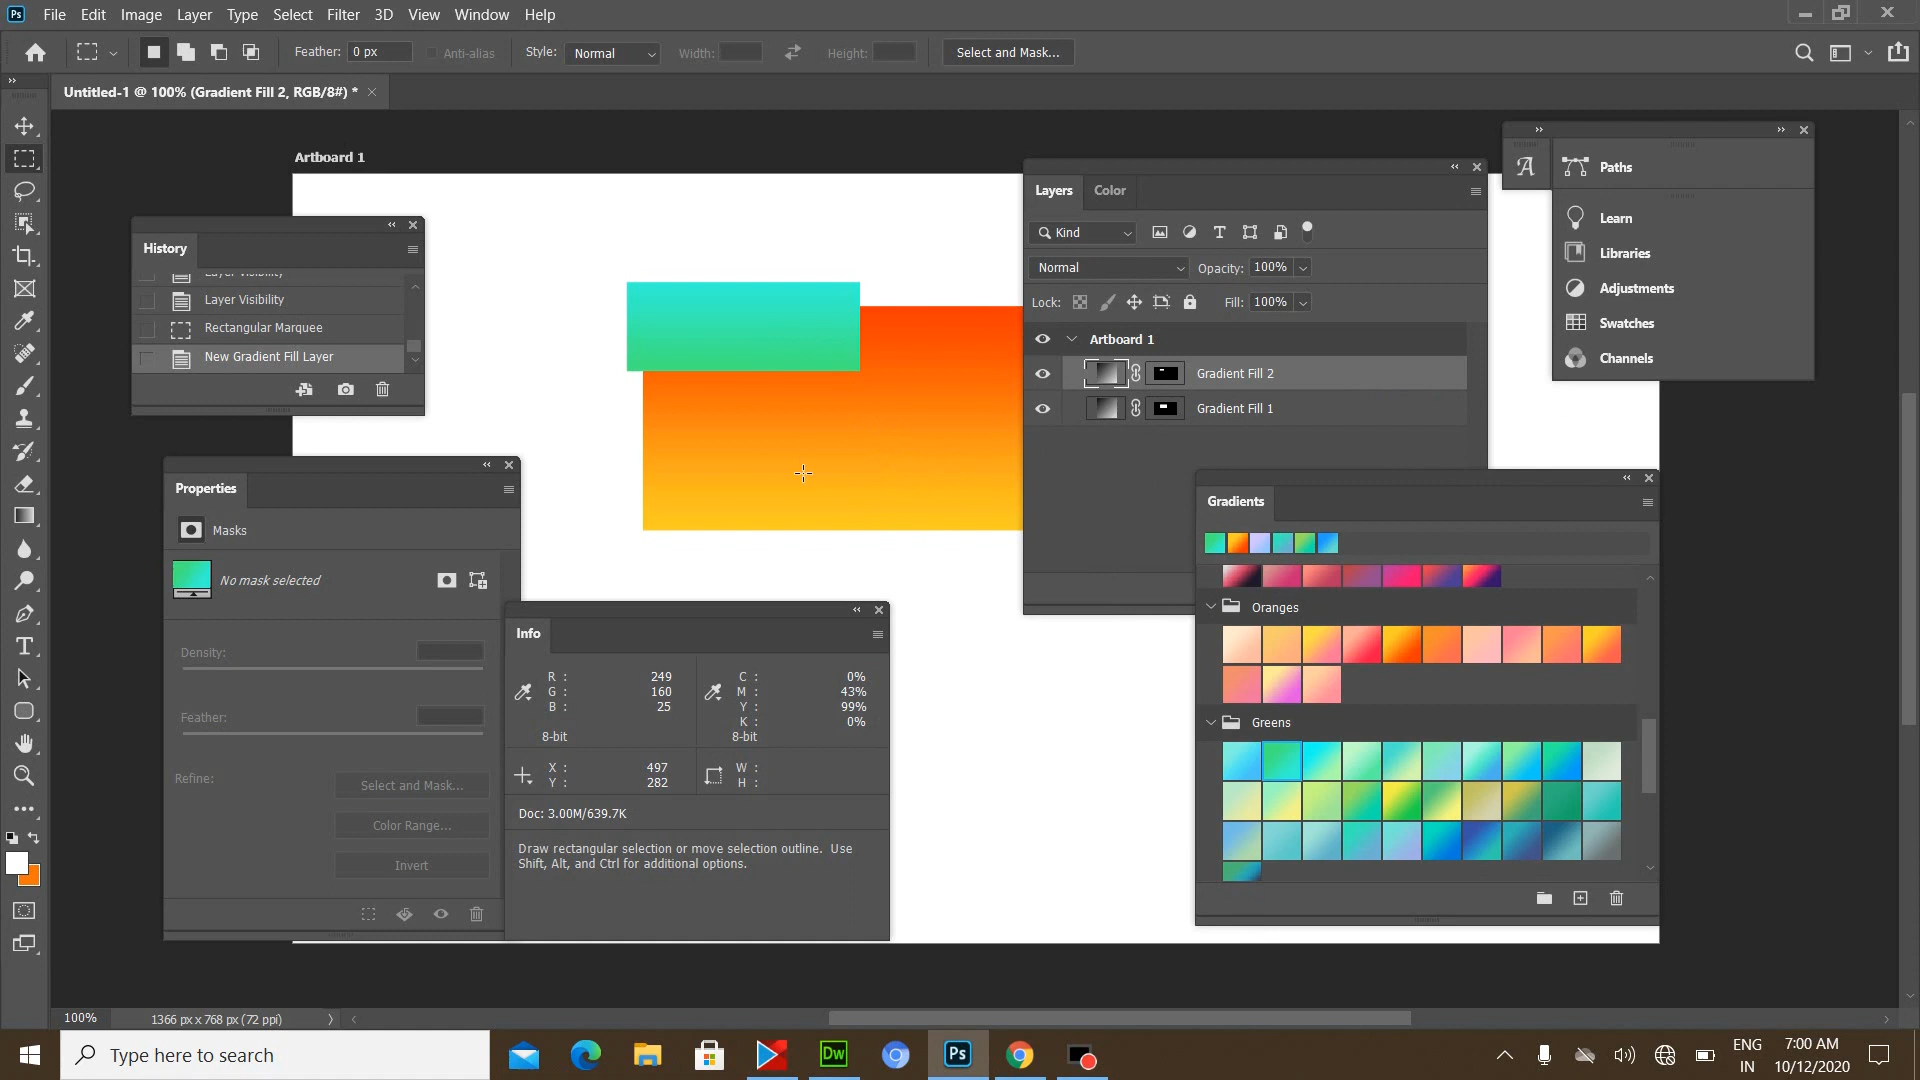 Ps File Edit Image Layer Type Select Filter 3D View Window Help
Feather: 0 px Anti-alias Style: Normal Width: Height: Select and Mask...
Untitled-1 @ 100% (Gradient Fill 2, RGB/8#) *
Artboard 1
History
Layer Visibility
Layer Visibility
Rectangular Marquee
New Gradient Fill Layer
Properties
Masks
No mask selected
Density:
Feather:
Refine: Select and Mask...
Color Range...
Invert
Info
R : 249 C : 0%
G : 160 M : 43%
B : 25 Y : 99%
K : 0%
8-bit 8-bit
X : 497 W :
Y : 282 H :
Doc: 3.00M/639.7K
Draw rectangular selection or move selection outline. Use
Shift, Alt, and Ctrl for additional options.
Layers Color
Kind
Normal Opacity: 100%
Lock: Fill: 100%
Artboard 1
Gradient Fill 2
Gradient Fill 1
A Paths
Learn
Libraries
Adjustments
Swatches
Channels
Gradients
Oranges
Greens
100% 1366 px x 768 px (72 ppi)
Type here to search
Dw
Ps
ENG
IN
7:00 AM
10/12/2020